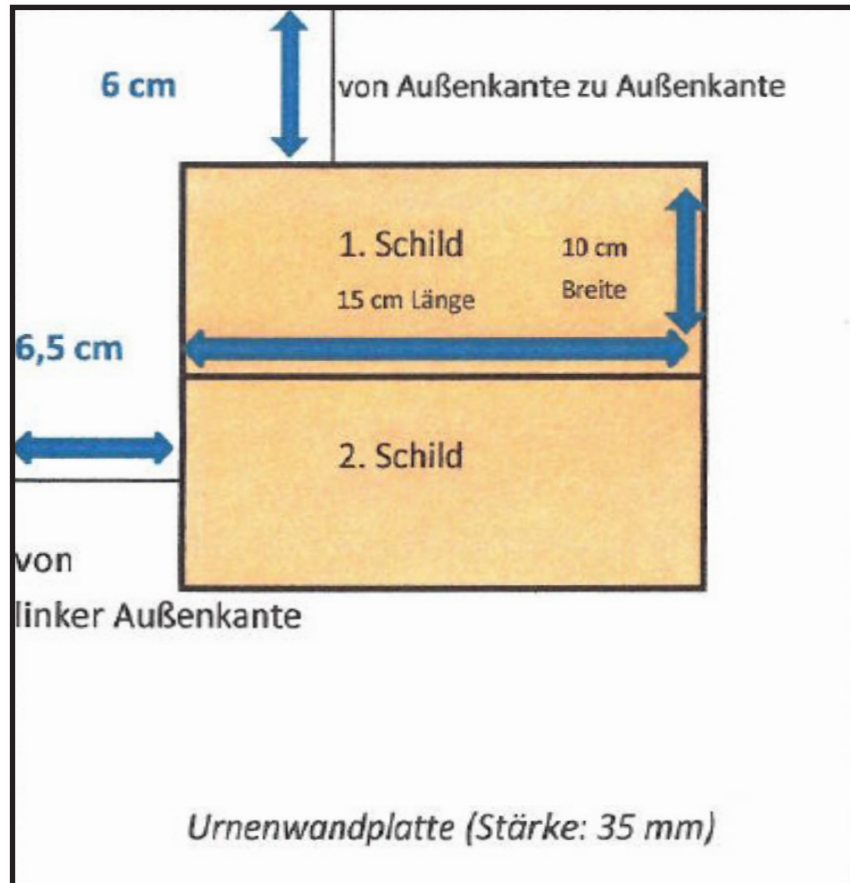 6 cm
von Außenkante zu Außenkante
1. Schild
10 cm
15 cm Länge
Breite
6,5 cm
2. Schild
von
linker Außenkante
Urnenwandplatte (Stärke: 35 mm)